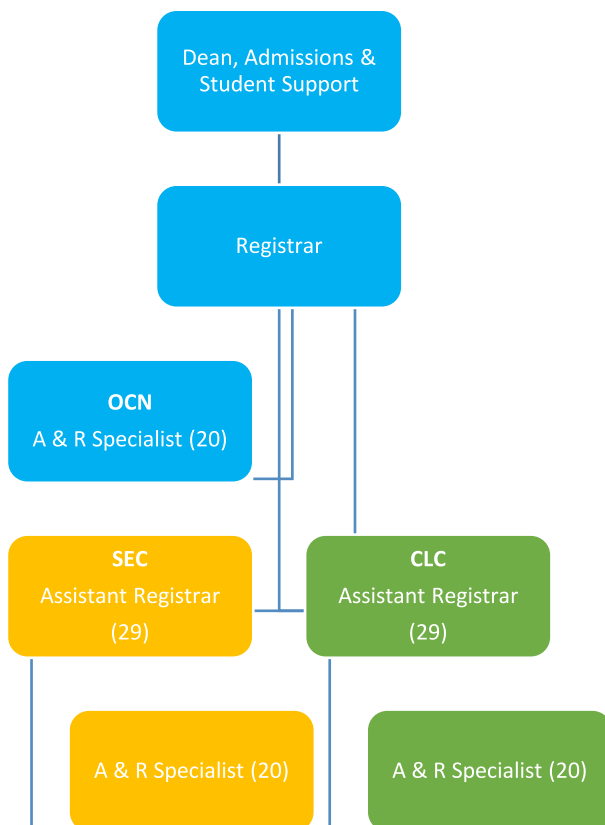 Dean, Admissions &
Student Support
Registrar
OCN
A & R Specialist (20)
SEC
Assistant Registrar
(29)
CLC
Assistant Registrar
(29)
A & R Specialist (20)
A & R Specialist (20)